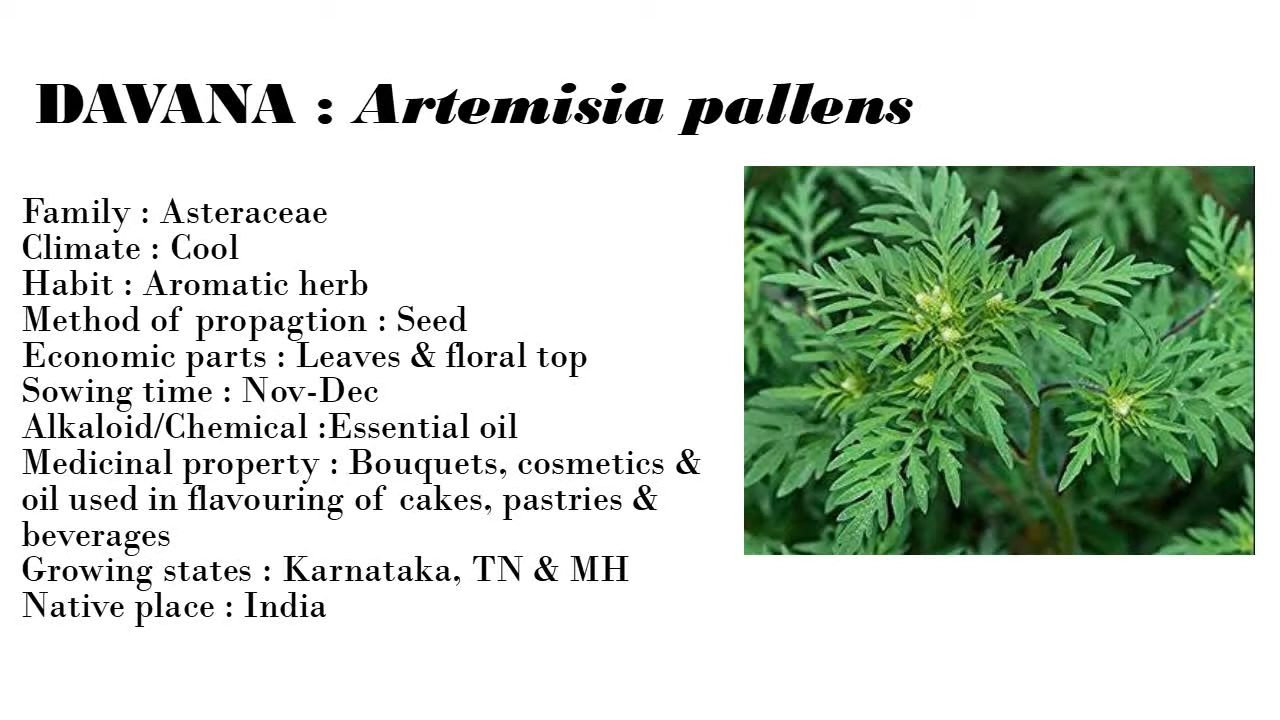 DAVANA : Artemisia pallens
Family : Asteraceae
Climate : Cool
Habit : Aromatic herb
Method of propagtion : Seed
Economic parts : Leaves & floral top
Sowing time : Nov-Dec
Alkaloid/Chemical :Essential oil
Medicinal property : Bouquets, cosmetics &
oil used in flavouring of cakes, pastries &
beverages
Growing states : Karnataka, TN & MH
Native place : India